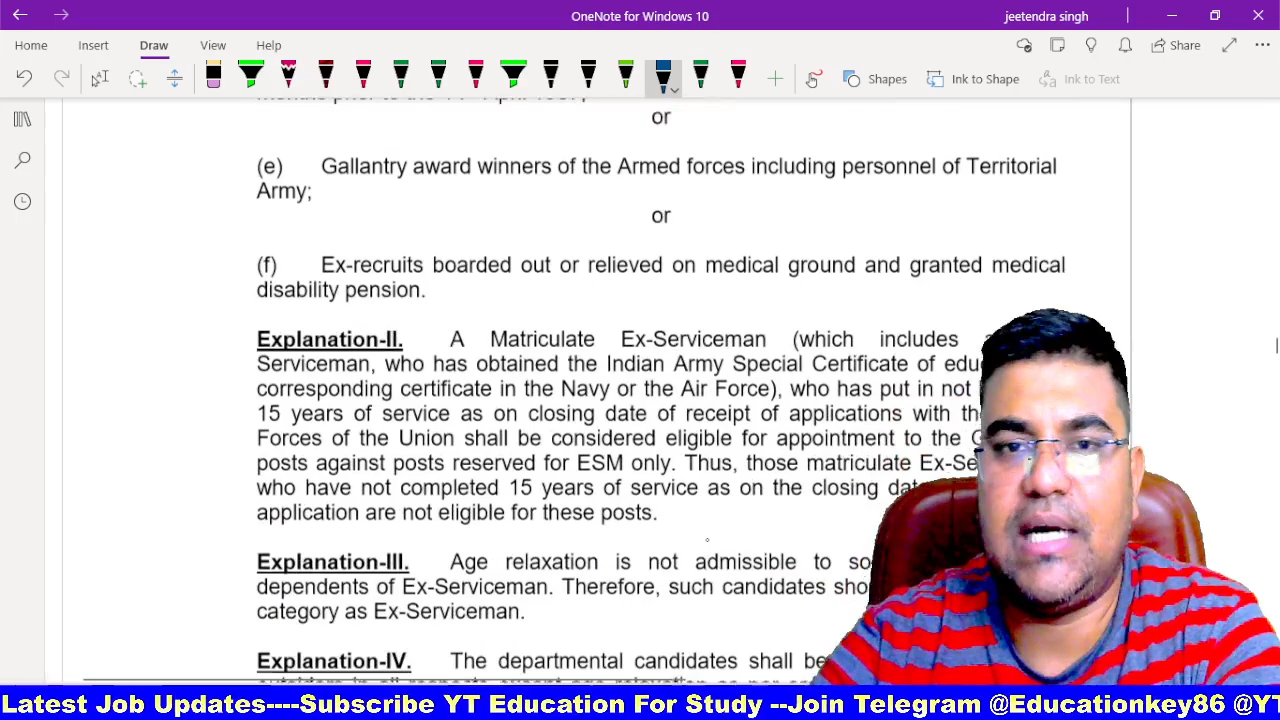 OneNote for Windows 10
jeetendra singh
Home Insert Draw View Help
Share
Shapes
Ink to Shape
Ink to Text
or
(e) Gallantry award winners of the Armed forces including personnel of Territorial
Army;
or
(f) Ex-recruits boarded out or relieved on medical ground and granted medical
disability pension.
Explanation-II. A Matriculate Ex-Serviceman (which includes
Serviceman, who has obtained the Indian Army Special Certificate of
corresponding certificate in the Navy or the Air Force), who has put in not
15 years of service as on closing date of receipt of applications with
Forces of the Union shall be considered eligible for appointment to the
posts against posts reserved for ESM only. Thus, those matriculate
who have not completed 15 years of service as on the closing
application are not eligible for these posts.
Explanation-III. Age relaxation is not admissible to
dependents of Ex-Serviceman. Therefore, such candidates
category as Ex-Serviceman.
Explanation-IV. The departmental candidates shall
Latest Job Updates----Subscribe YT Education For Study --Join Telegram @Educationkey86 @YT